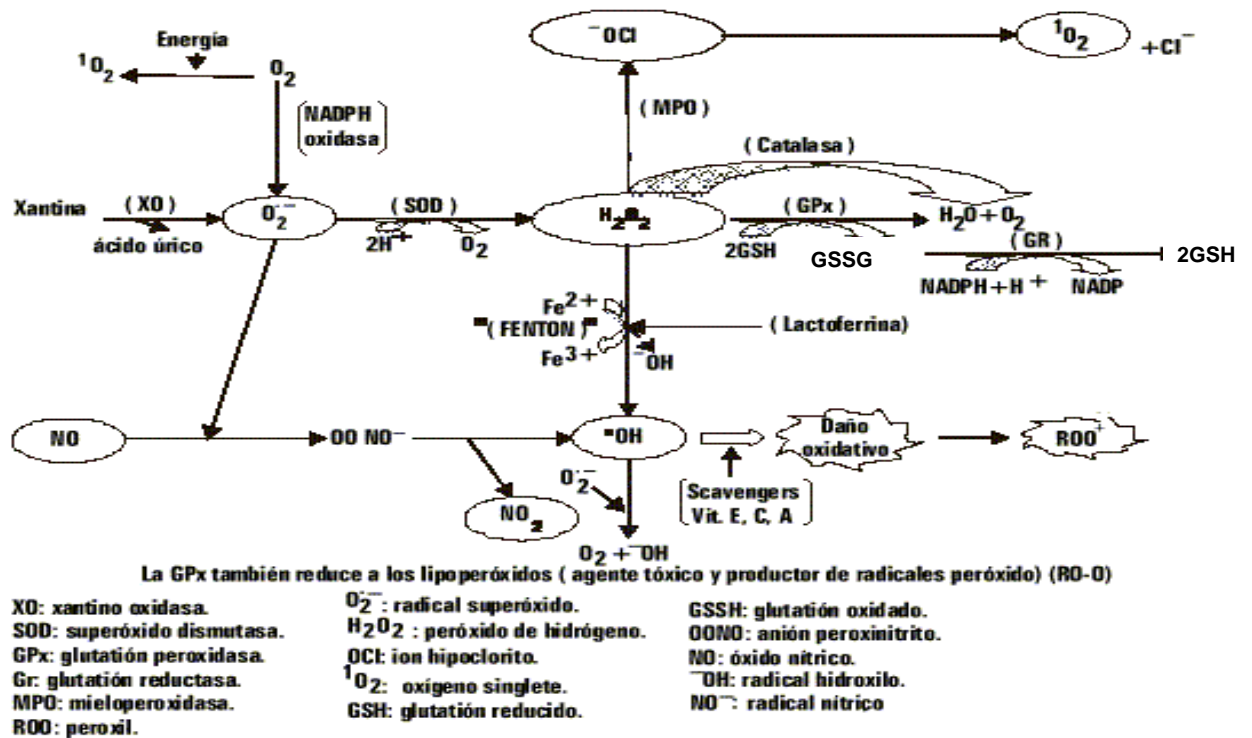 ⁻OCl
¹O₂
+Cl⁻
Energía
¹O₂
O₂
(MPO)
NADPH
oxidasa
(Catalasa)
Xantina
(XO)
O₂·⁻
(SOD)
H₂O₂
(GPx)
H₂O+O₂
ácido úrico
2H+
O₂
2GSH
GSSG
(GR)
2GSH
NADPH+H+
NADP
Fe2+
"(FENTON)"
(Lactoferrina)
Fe3+
⁻OH
NO
OO NO⁻
•OH
Daño
oxidativo
ROO
O₂·⁻
Scavengers
Vit. E, C, A
NO₂
O₂ +⁻OH
La GPx también reduce a los lipoperóxidos ( agente tóxico y productor de radicales peróxido) (RO-O)
XO: xantino oxidasa.
SOD: superóxido dismutasa.
GPx: glutatión peroxidasa.
Gr: glutatión reductasa.
MPO: mieloperoxidasa.
ROO: peroxil.
O₂·⁻: radical superóxido.
H₂O₂ : peróxido de hidrógeno.
OCl: ion hipoclorito.
¹O₂: oxígeno singlete.
GSH: glutatión reducido.
GSSH: glutatión oxidado.
OONO: anión peroxinitrito.
NO: óxido nítrico.
⁻OH: radical hidroxilo.
NO⁻: radical nítrico